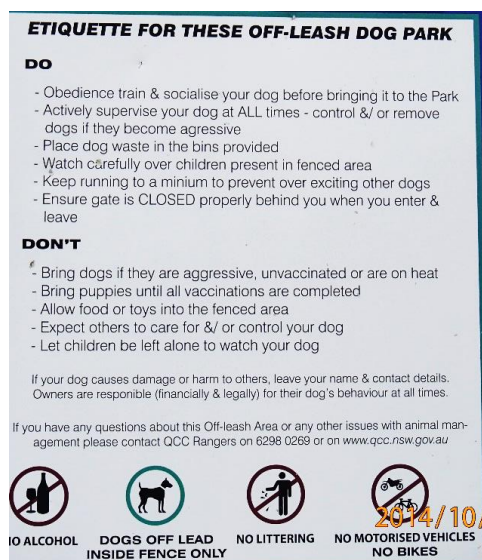 ETIQUETTE FOR THESE OFF-LEASH DOG PARK
DO
- Obedience train & socialise your dog before bringing it to the Park
- Actively supervise your dog at ALL times - control &/ or remove
dogs if they become agressive
- Place dog waste in the bins provided
- Watch carefully over children present in fenced area
- Keep running to a minium to prevent over exciting other dogs
- Ensure gate is CLOSED properly behind you when you enter &
leave
DON'T
- Bring dogs if they are aggressive, unvaccinated or are on heat
- Bring puppies until all vaccinations are completed
- Allow food or toys into the fenced area
- Expect others to care for &/ or control your dog
- Let children be left alone to watch your dog
If your dog causes damage or harm to others, leave your name & contact details.
Owners are responible (financially & legally) for their dog's behaviour at all times.
If you have any questions about this Off-leash Area or any other issues with animal man-
agement please contact QCC Rangers on 6298 0269 or on www.qcc.nsw.gov.au
2014/10/
IO ALCOHOL
DOGS OFF LEAD
INSIDE FENCE ONLY
NO LITTERING
NO MOTORISED VEHICLES
NO BIKES